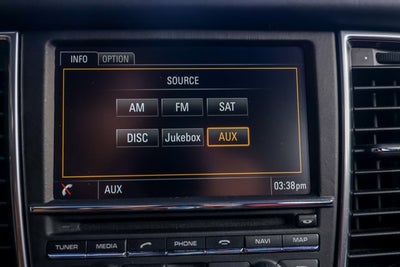 INFO OPTION
SOURCE
AM FM SAT
DISC Jukebox AUX
AUX 03:38pm
TUNER MEDIA PHONE NAVI MAP